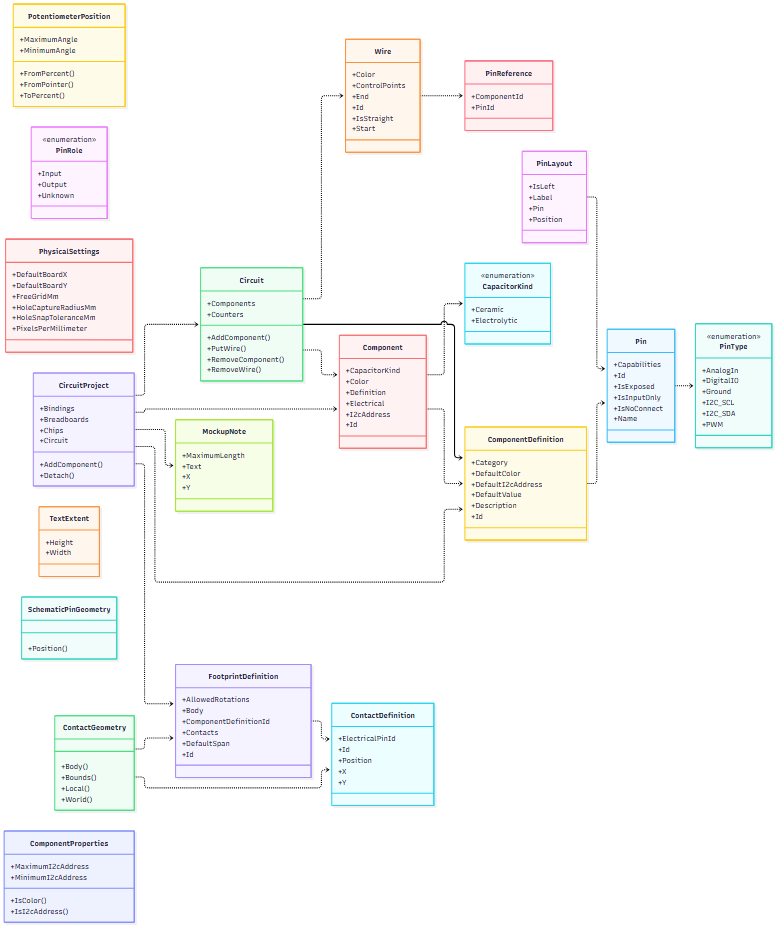 PotentiometerPosition
+MaximumAngle
+MinimumAngle
+FromPercent()
+FromPointer()
+ToPercent()
«enumeration»
PinRole
+Input
+Output
+Unknown
PhysicalSettings
+DefaultBoardX
+DefaultBoardY
+FreeGridMm
+HoleCaptureRadiusMm
+HoleSnapToleranceMm
+PixelsPerMillimeter
CircuitProject
+Bindings
+Breadboards
+Chips
+Circuit
+AddComponent()
+Detach()
TextExtent
+Height
+Width
SchematicPinGeometry
+Position()
ContactGeometry
+Body()
+Bounds()
+Local()
+World()
ComponentProperties
+MaximumI2cAddress
+MinimumI2cAddress
+IsColor()
+IsI2cAddress()
Circuit
+Components
+Counters
+AddComponent()
+PutWire()
+RemoveComponent()
+RemoveWire()
MockupNote
+MaximumLength
+Text
+X
+Y
FootprintDefinition
+AllowedRotations
+Body
+ComponentDefinitionId
+Contacts
+DefaultSpan
+Id
Wire
+Color
+ControlPoints
+End
+Id
+IsStraight
+Start
Component
+CapacitorKind
+Color
+Definition
+Electrical
+I2cAddress
+Id
ContactDefinition
+ElectricalPinId
+Id
+Position
+X
+Y
PinReference
+ComponentId
+PinId
PinLayout
+IsLeft
+Label
+Pin
+Position
«enumeration»
CapacitorKind
+Ceramic
+Electrolytic
ComponentDefinition
+Category
+DefaultColor
+DefaultI2cAddress
+DefaultValue
+Description
+Id
Pin
+Capabilities
+Id
+IsExposed
+IsInputOnly
+IsNoConnect
+Name
«enumeration»
PinType
+AnalogIn
+DigitalIO
+Ground
+I2C_SCL
+I2C_SDA
+PWM